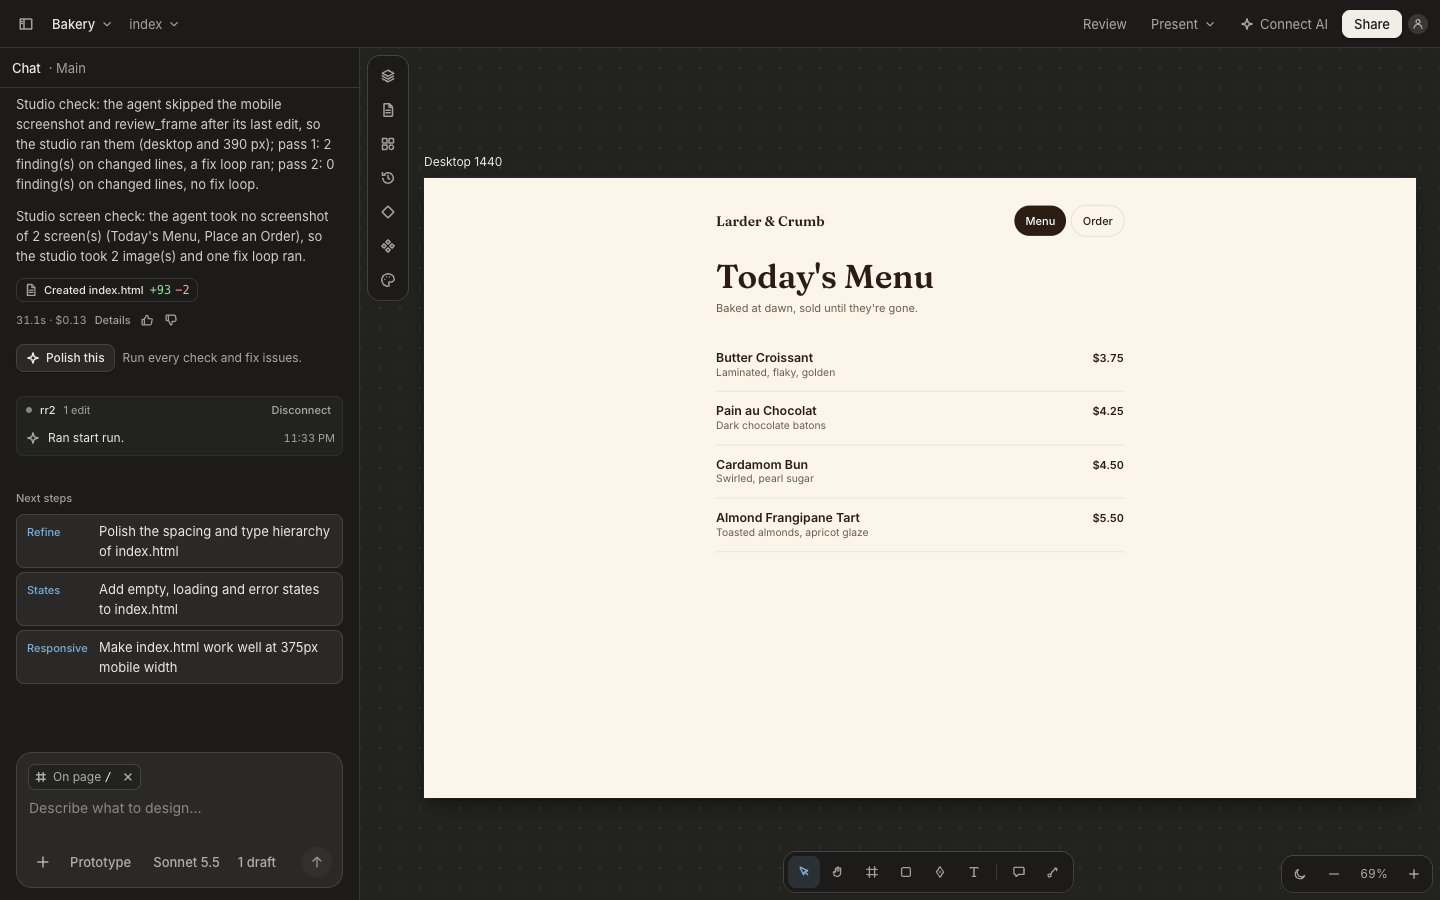 Bakery index Review Present Connect AI Share
Chat · Main
Studio check: the agent skipped the mobile
screenshot and review_frame after its last edit, so
the studio ran them (desktop and 390 px); pass 1: 2
finding(s) on changed lines, a fix loop ran; pass 2: 0
finding(s) on changed lines, no fix loop.
Studio screen check: the agent took no screenshot
of 2 screen(s) (Today's Menu, Place an Order), so
the studio took 2 image(s) and one fix loop ran.
Created index.html +93 −2
31.1s · $0.13 Details
Polish this Run every check and fix issues.
rr2 1 edit Disconnect
Ran start run. 11:33 PM
Next steps
Refine Polish the spacing and type hierarchy
of index.html
States Add empty, loading and error states
to index.html
Responsive Make index.html work well at 375px
mobile width
On page /
Describe what to design...
Prototype Sonnet 5.5 1 draft
Desktop 1440
Larder & Crumb Menu Order
Today's Menu
Baked at dawn, sold until they're gone.
Butter Croissant $3.75
Laminated, flaky, golden
Pain au Chocolat $4.25
Dark chocolate batons
Cardamom Bun $4.50
Swirled, pearl sugar
Almond Frangipane Tart $5.50
Toasted almonds, apricot glaze
69%